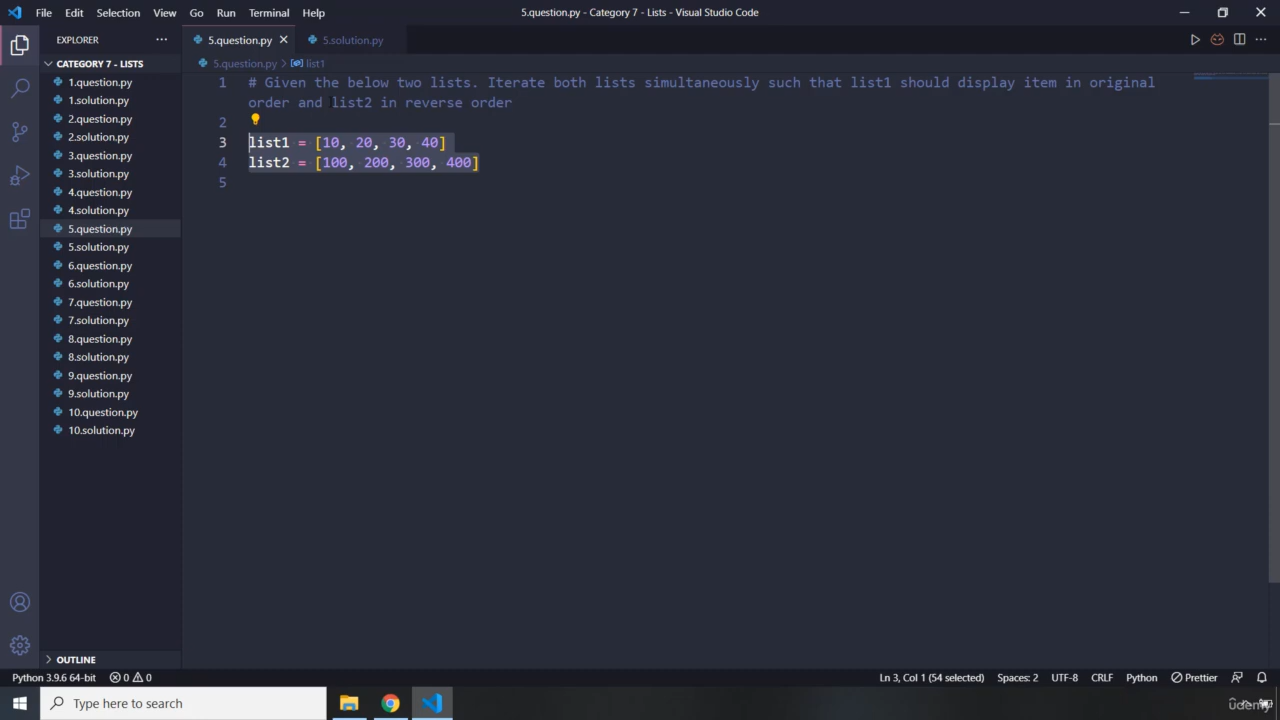 File Edit Selection View Go Run Terminal Help
5.question.py - Category 7 - Lists - Visual Studio Code
EXPLORER
CATEGORY 7 - LISTS
1.question.py
1.solution.py
2.question.py
2.solution.py
3.question.py
3.solution.py
4.question.py
4.solution.py
5.question.py
5.solution.py
6.question.py
6.solution.py
7.question.py
7.solution.py
8.question.py
8.solution.py
9.question.py
9.solution.py
10.question.py
10.solution.py
OUTLINE
5.question.py
5.solution.py
5.question.py > list1
1 # Given the below two lists. Iterate both lists simultaneously such that list1 should display item in original
order and list2 in reverse order
2
3 list1 = [10, 20, 30, 40]
4 list2 = [100, 200, 300, 400]
5
Python 3.9.6 64-bit 0 0 Ln 3, Col 1 (54 selected) Spaces: 2 UTF-8 CRLF Python Prettier
Type here to search
udemy